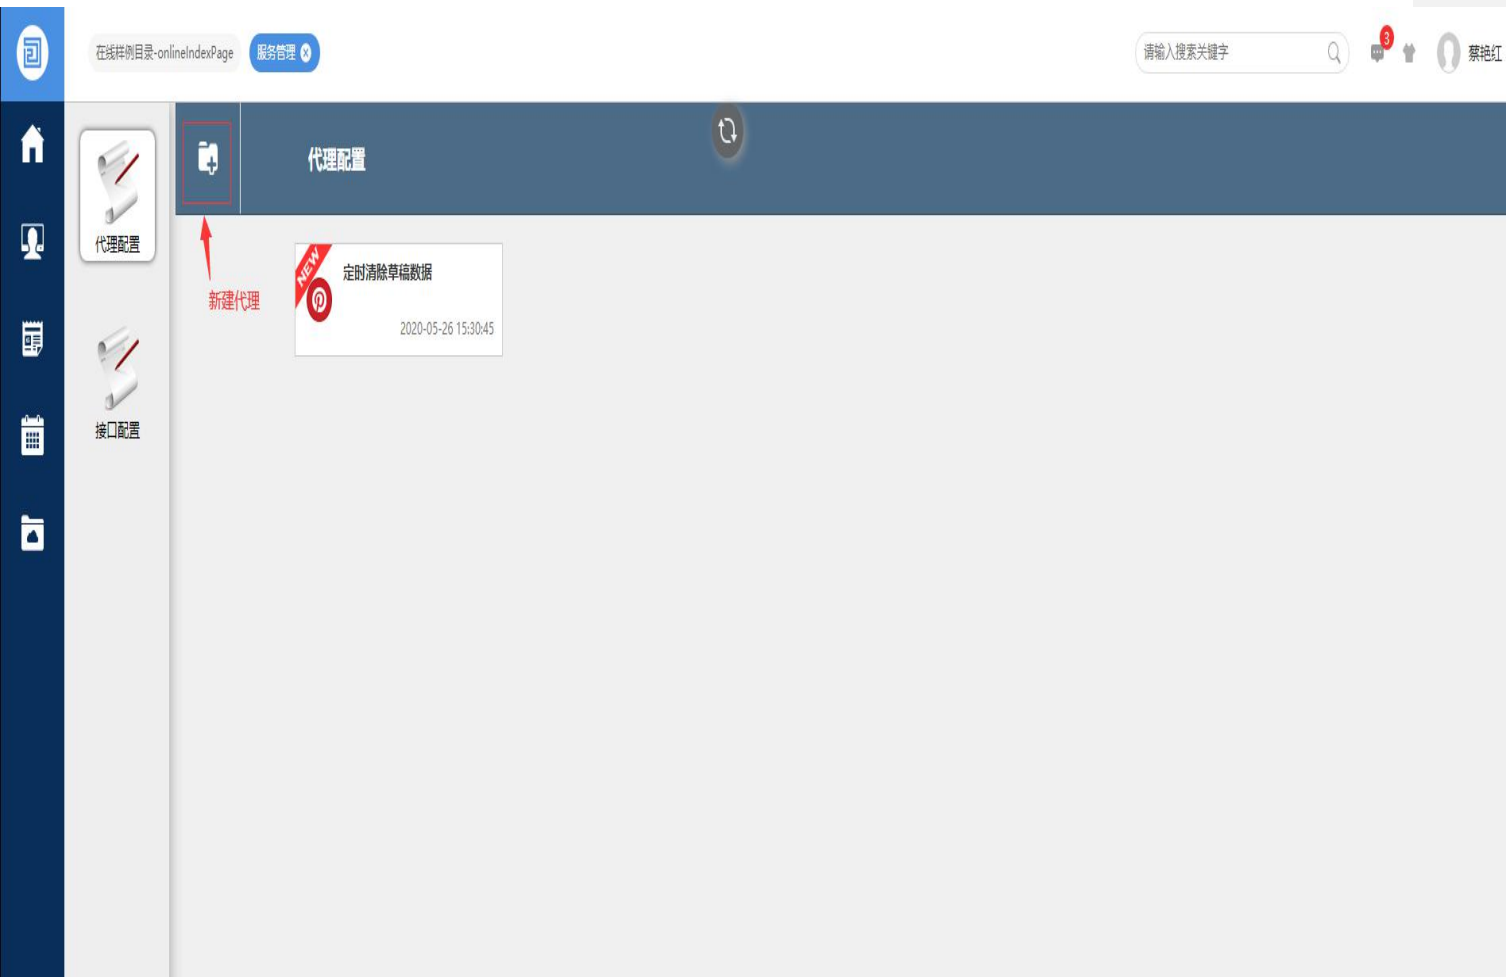 在线样例目录-onlineIndexPage
服务管理
请输入搜索关键字
3
蔡艳红
代理配置
代理配置
新建代理
NEW
定时清除草稿数据
2020-05-26 15:30:45
接口配置